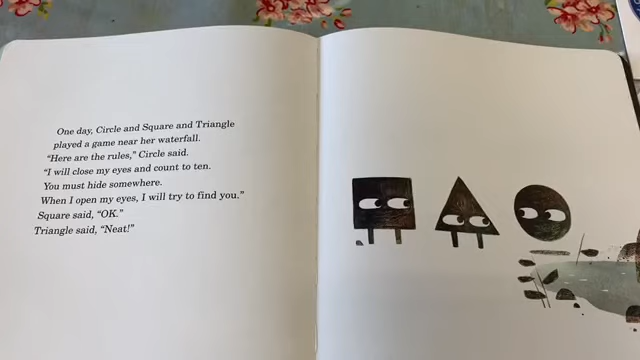 One day, Circle and Square and Triangle
played a game near her waterfall.
“Here are the rules,” Circle said.
“I will close my eyes and count to ten.
You must hide somewhere.
When I open my eyes, I will try to find you.”
Square said, “OK.”
Triangle said, “Neat!”